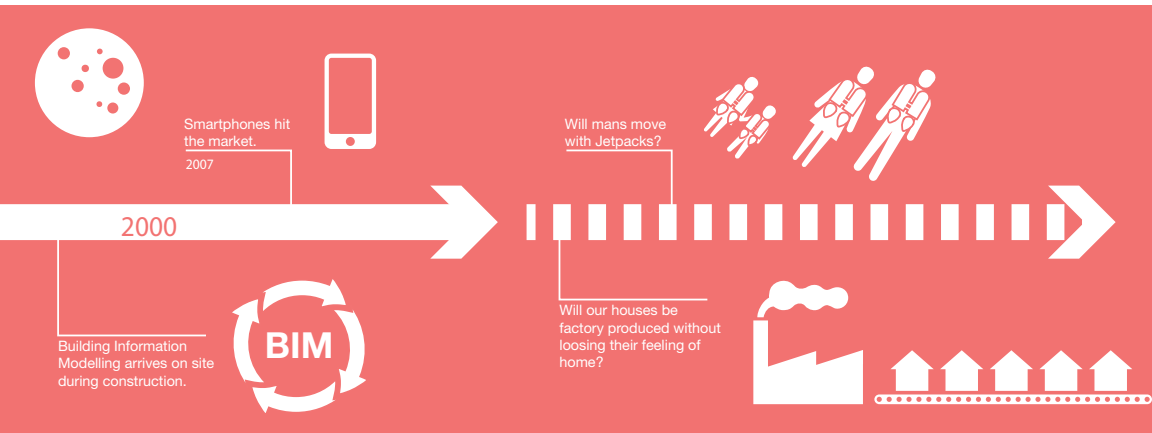 Smartphones hit
the market.
2007
2000
Building Information
Modelling arrives on site
during construction.
BIM
Will mans move
with Jetpacks?
Will our houses be
factory produced without
loosing their feeling of
home?